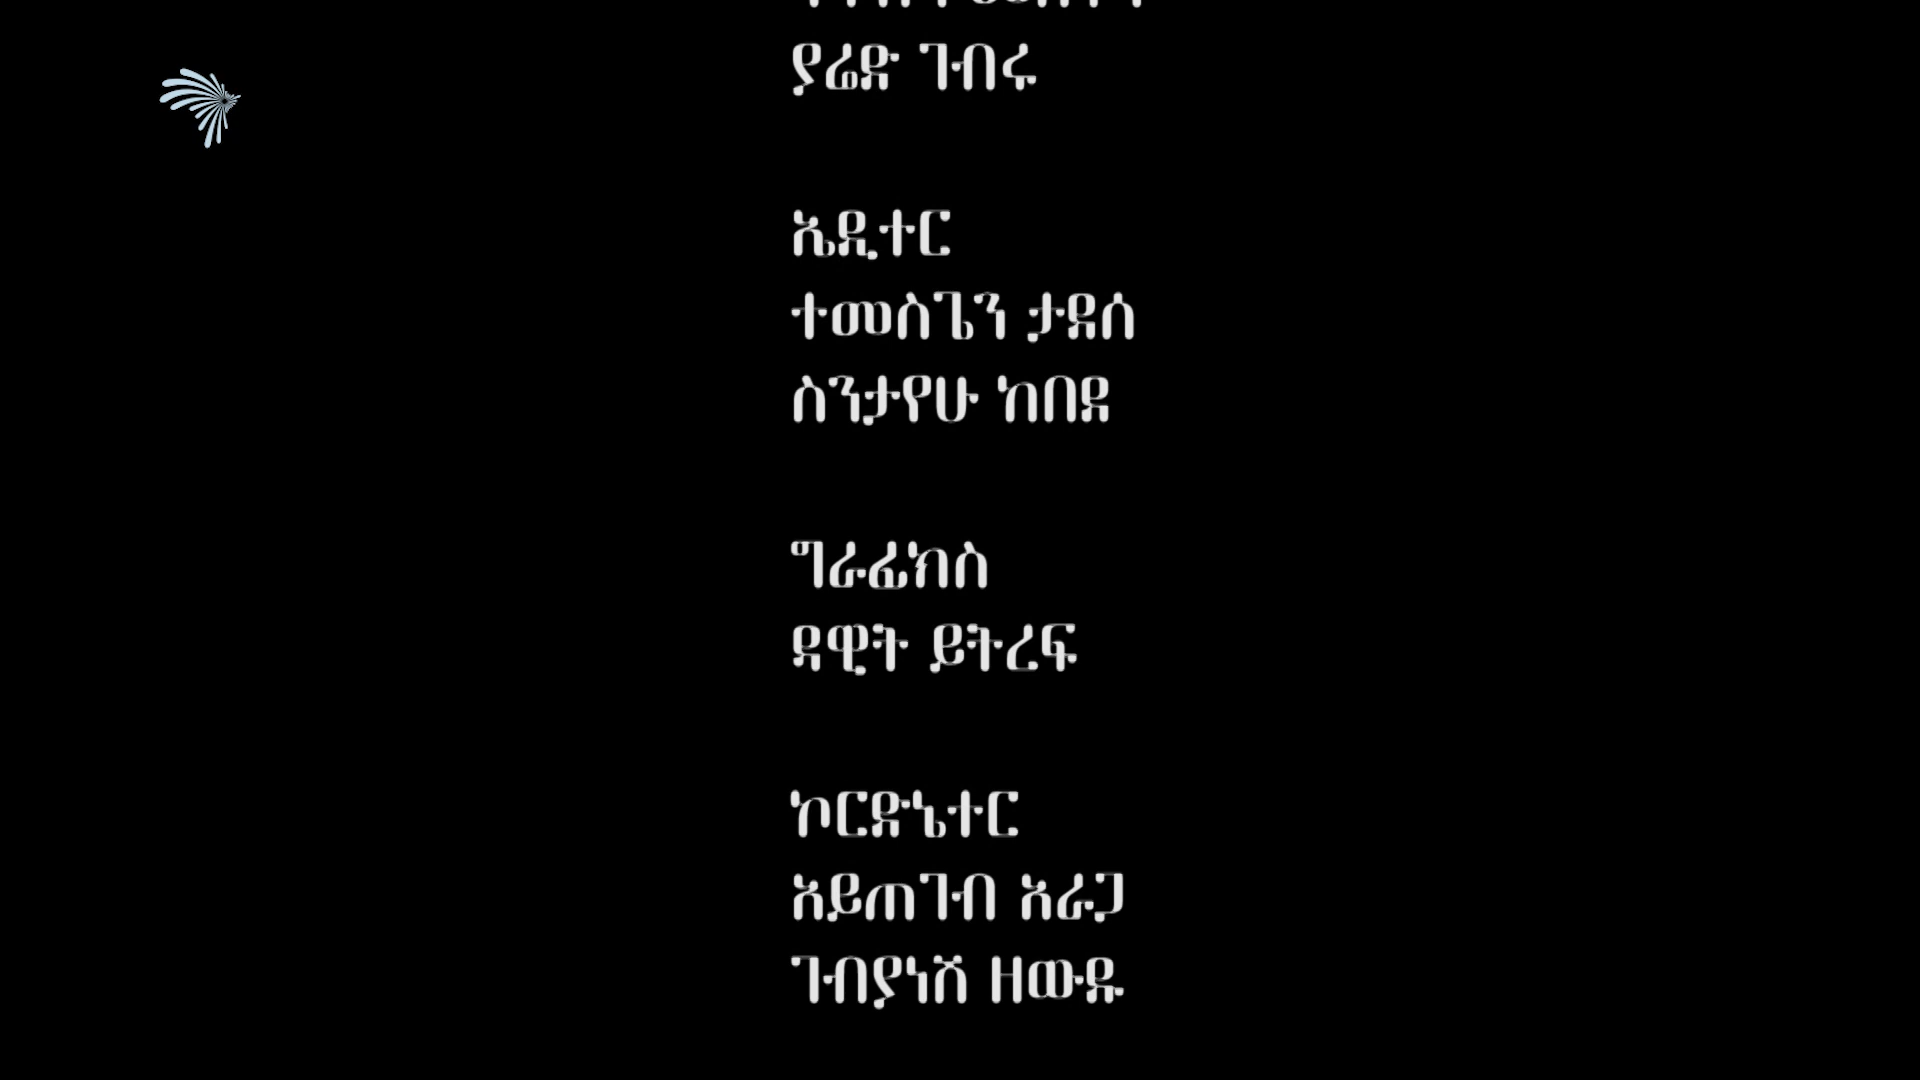 ያሬድ ገብሩ
ኤዲተር
ተመስጌን ታደሰ
ስንታየሁ ከበደ
ግራፊክስ
ዳዊት ይትረፍ
ኮርድኔተር
አይጠገብ አራጋ
ገብያነሽ ዘውዱ